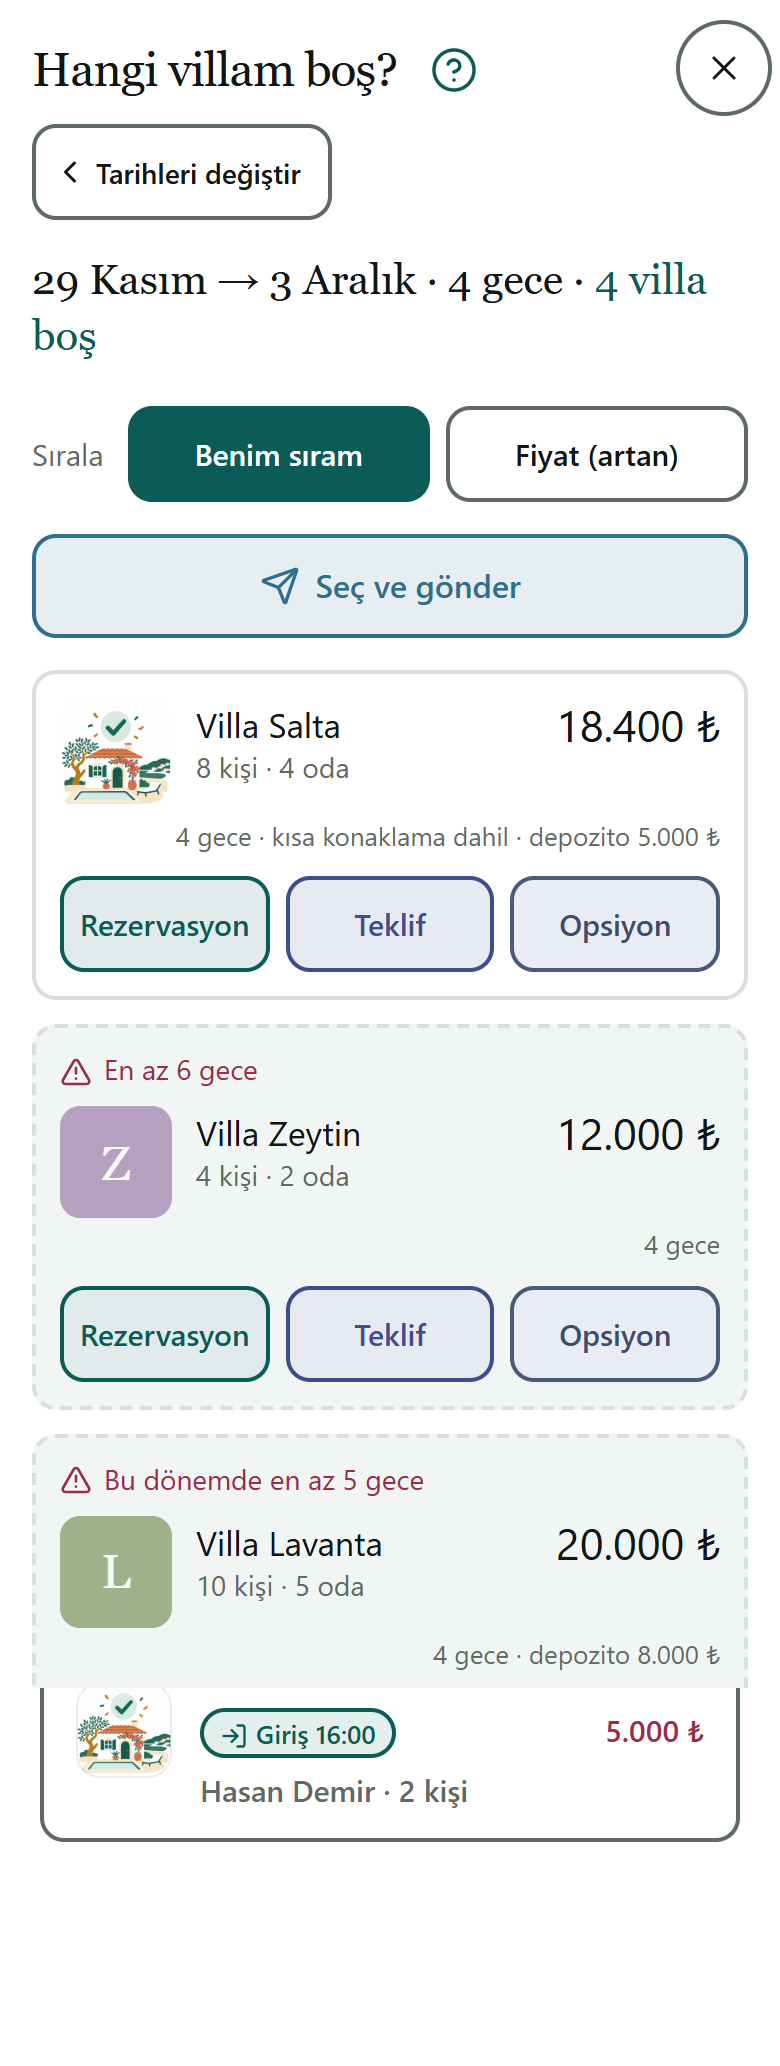 Hangi villam boş?
Tarihleri değiştir
29 Kasım → 3 Aralık · 4 gece · 4 villa
boş
Sırala
Benim sıram
Fiyat (artan)
Seç ve gönder
Villa Salta
18.400 ₺
8 kişi · 4 oda
4 gece · kısa konaklama dahil · depozito 5.000 ₺
Rezervasyon
Teklif
Opsiyon
En az 6 gece
Z
Villa Zeytin
12.000 ₺
4 kişi · 2 oda
4 gece
Rezervasyon
Teklif
Opsiyon
Bu dönemde en az 5 gece
L
Villa Lavanta
20.000 ₺
10 kişi · 5 oda
4 gece · depozito 8.000 ₺
Giriş 16:00
5.000 ₺
Hasan Demir · 2 kişi